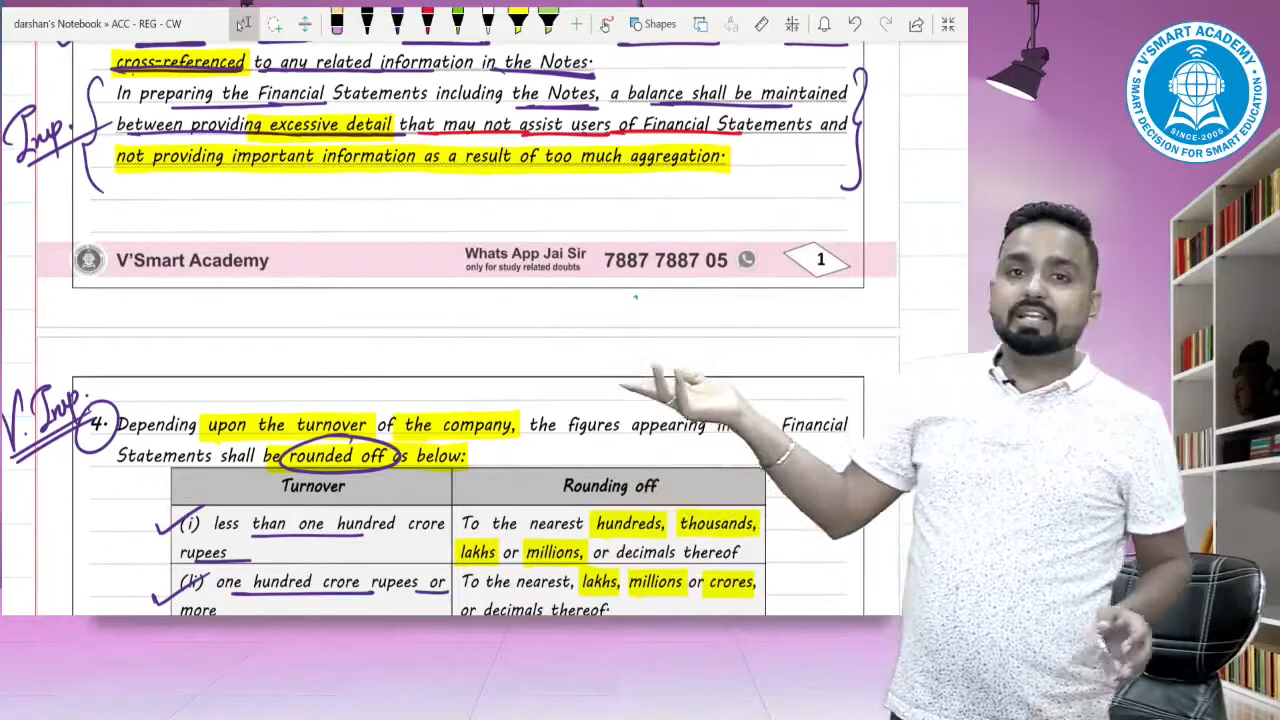 darshan's Notebook » ACC - REG - CW
Shapes
cross-referenced to any related information in the Notes.
In preparing the Financial Statements including the Notes, a balance shall be maintained
between providing excessive detail that may not assist users of Financial Statements and
not providing important information as a result of too much aggregation.
Imp.
V'Smart Academy
Whats App Jai Sir
only for study related doubts
7887 7887 05
1
V. Imp.
4. Depending upon the turnover of the company, the figures appearing in Financial
Statements shall be rounded off as below:
Turnover Rounding off
(i) less than one hundred crore rupees
To the nearest hundreds, thousands,
lakhs or millions, or decimals thereof
(ii) one hundred crore rupees or
more
To the nearest, lakhs, millions or crores,
or decimals thereof.
V'SMART ACADEMY
SINCE-2005
SMART DECISION FOR SMART EDUCATION